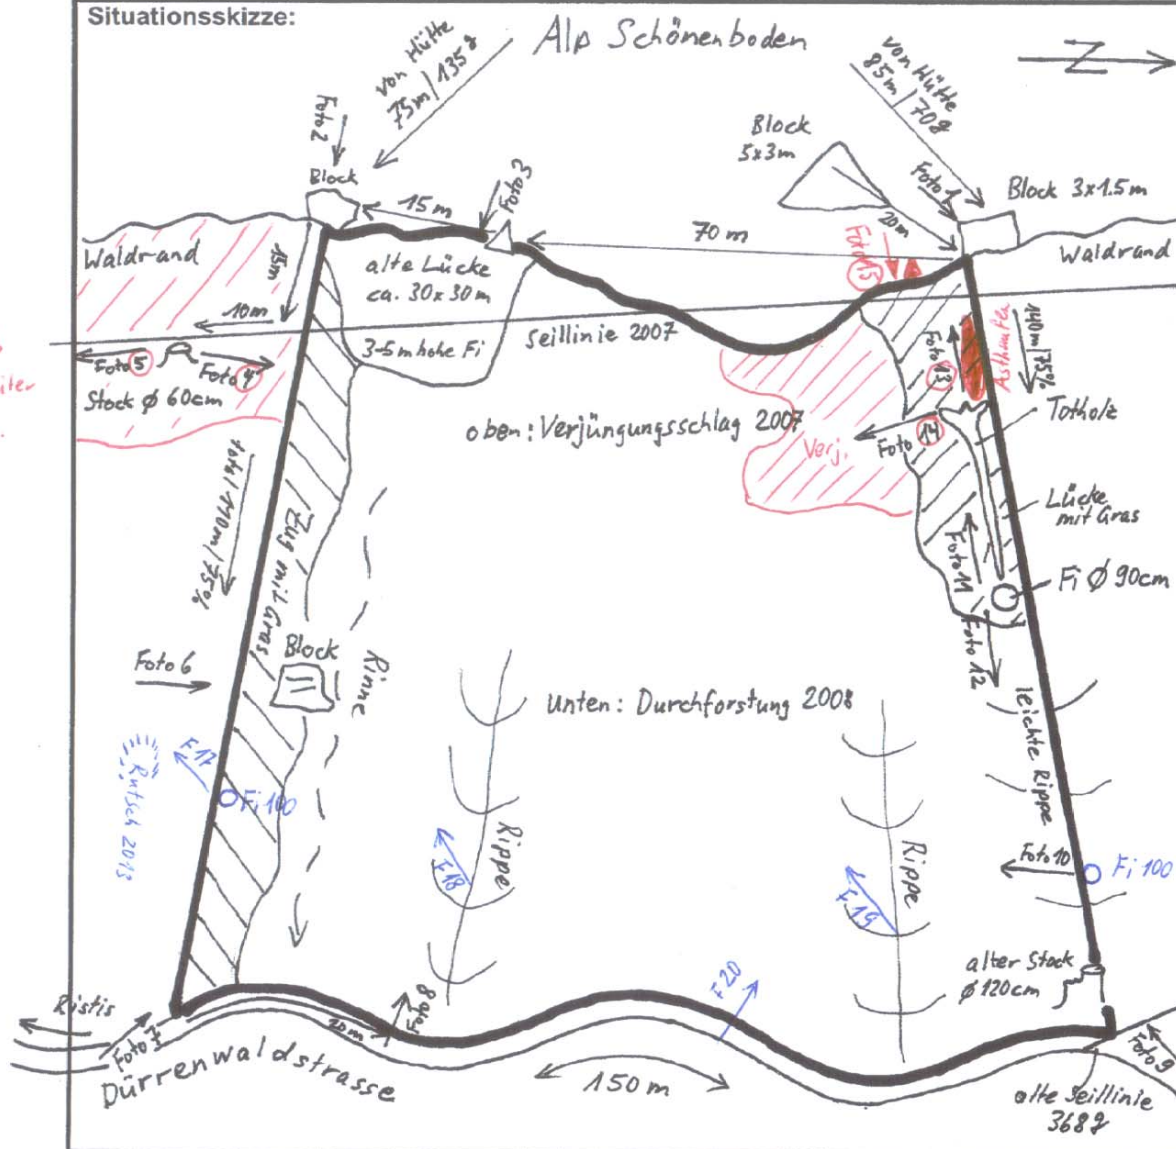 Situationsskizze:
Alp Schönenboden
N
von Hütte
75m/135g
von Hütte
85m/70g
Foto 2
Block
5x3m
Foto 1
Block
Block 3x1.5m
15m
Foto 3
70m
20m
Waldrand
Waldrand
15m
alte Lücke
ca. 30x30m
Foto 15
10m
Seillinie 2007
3-5m hohe Fi
Foto 5
Foto 4
Stock Ø 60cm
Foto 13
140m/75%
Totholz
oben: Verjüngungsschlag 2007
Verj.
Foto 14
total 110m/75%
Zug mit Gras
Lücke
mit Gras
Foto 11
Fi Ø 90cm
Foto 12
Foto 6
Block
Rinne
Unten: Durchforstung 2008
leichte Rippe
F17
Rutsch 2013
Fi 100
Rippe
F18
Rippe
F19
Foto 10
Fi 100
alter Stock
Ø 120cm
F20
Ristis
Foto 7
20m
Foto 8
Foto 9
Dürrenwaldstrasse
150m
alte Seillinie
368g